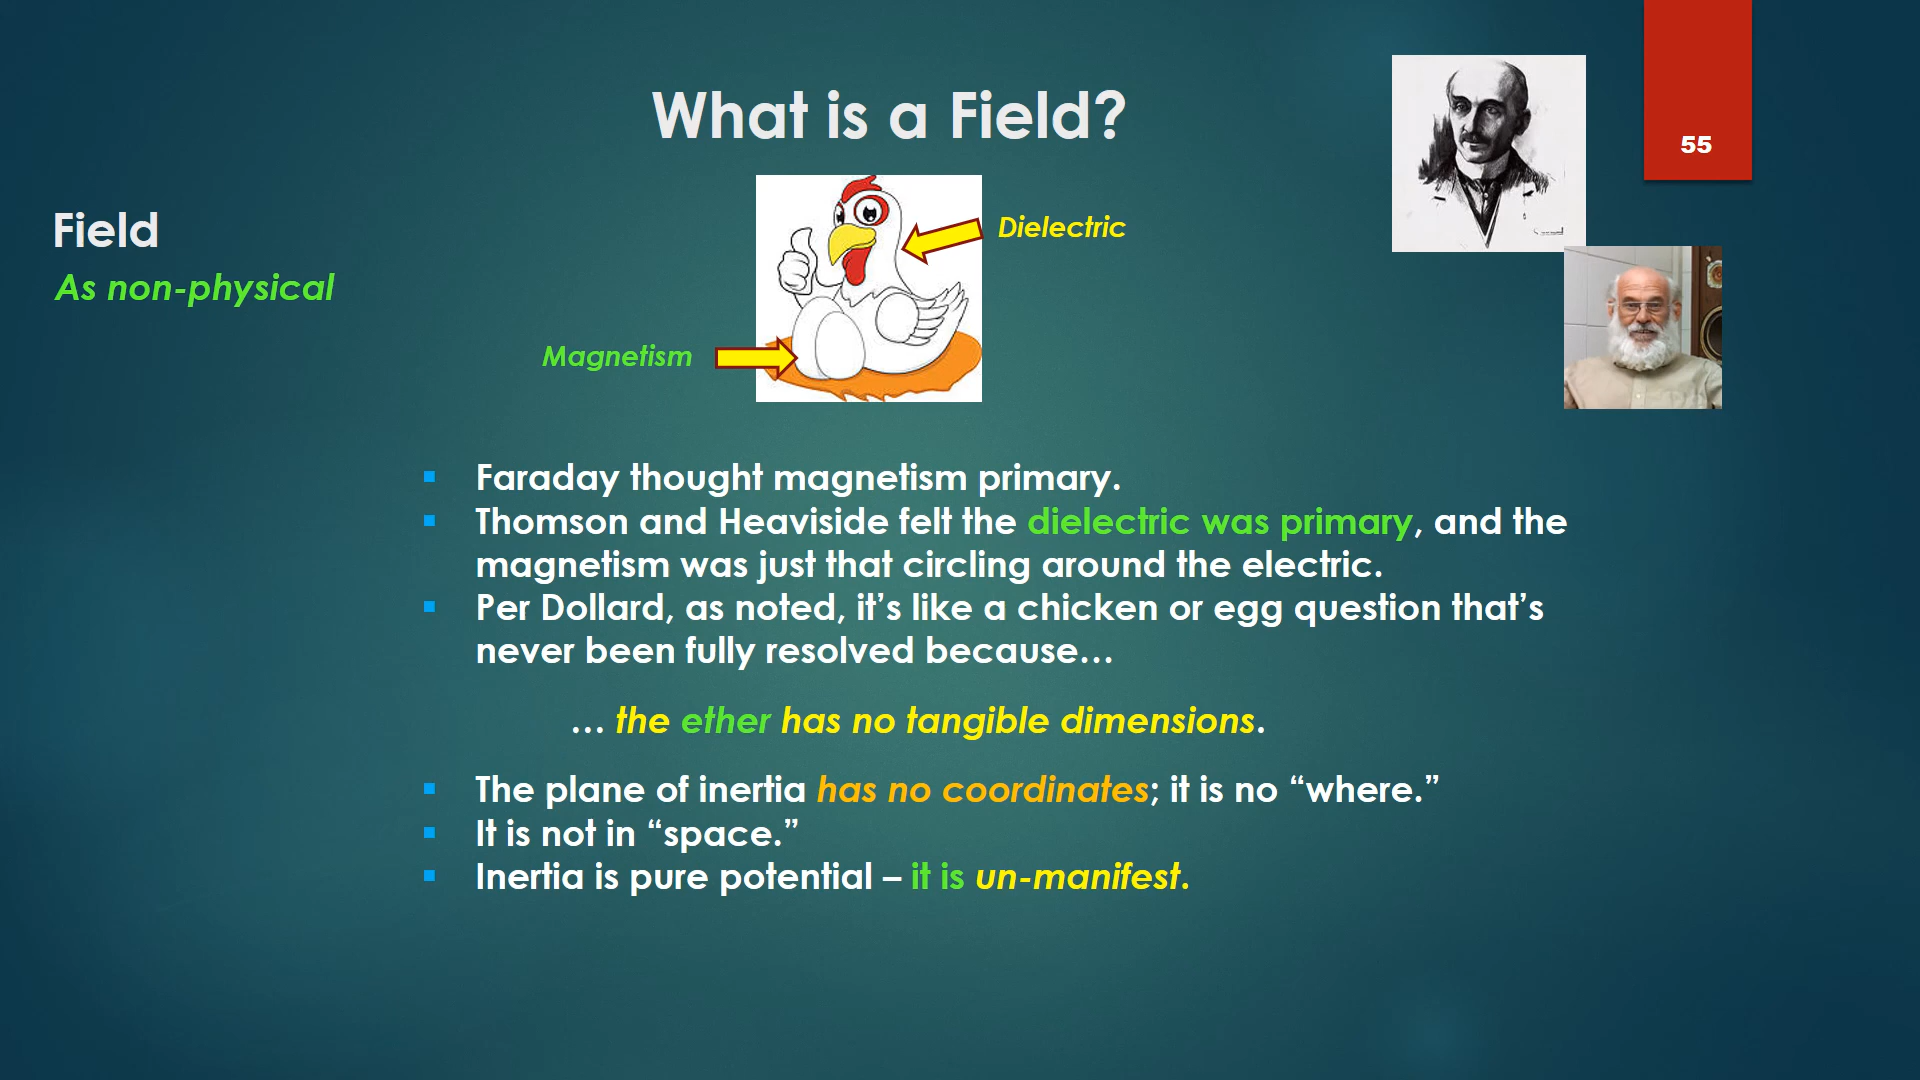 What is a Field?
55
Field
As non-physical
Dielectric
Magnetism
▪ Faraday thought magnetism primary.
▪ Thomson and Heaviside felt the dielectric was primary, and the
magnetism was just that circling around the electric.
▪ Per Dollard, as noted, it’s like a chicken or egg question that’s
never been fully resolved because…
… the ether has no tangible dimensions.
▪ The plane of inertia has no coordinates; it is no “where.”
▪ It is not in “space.”
▪ Inertia is pure potential – it is un-manifest.